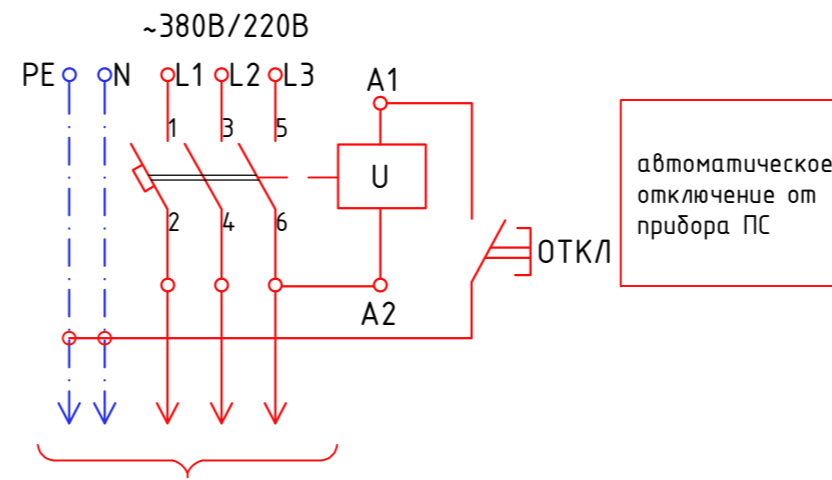 ~380В/220В
PE N L1 L2 L3
A1
1 3 5
U
2 4 6
A2
ОТКЛ
автоматическое
отключение от
прибора ПС